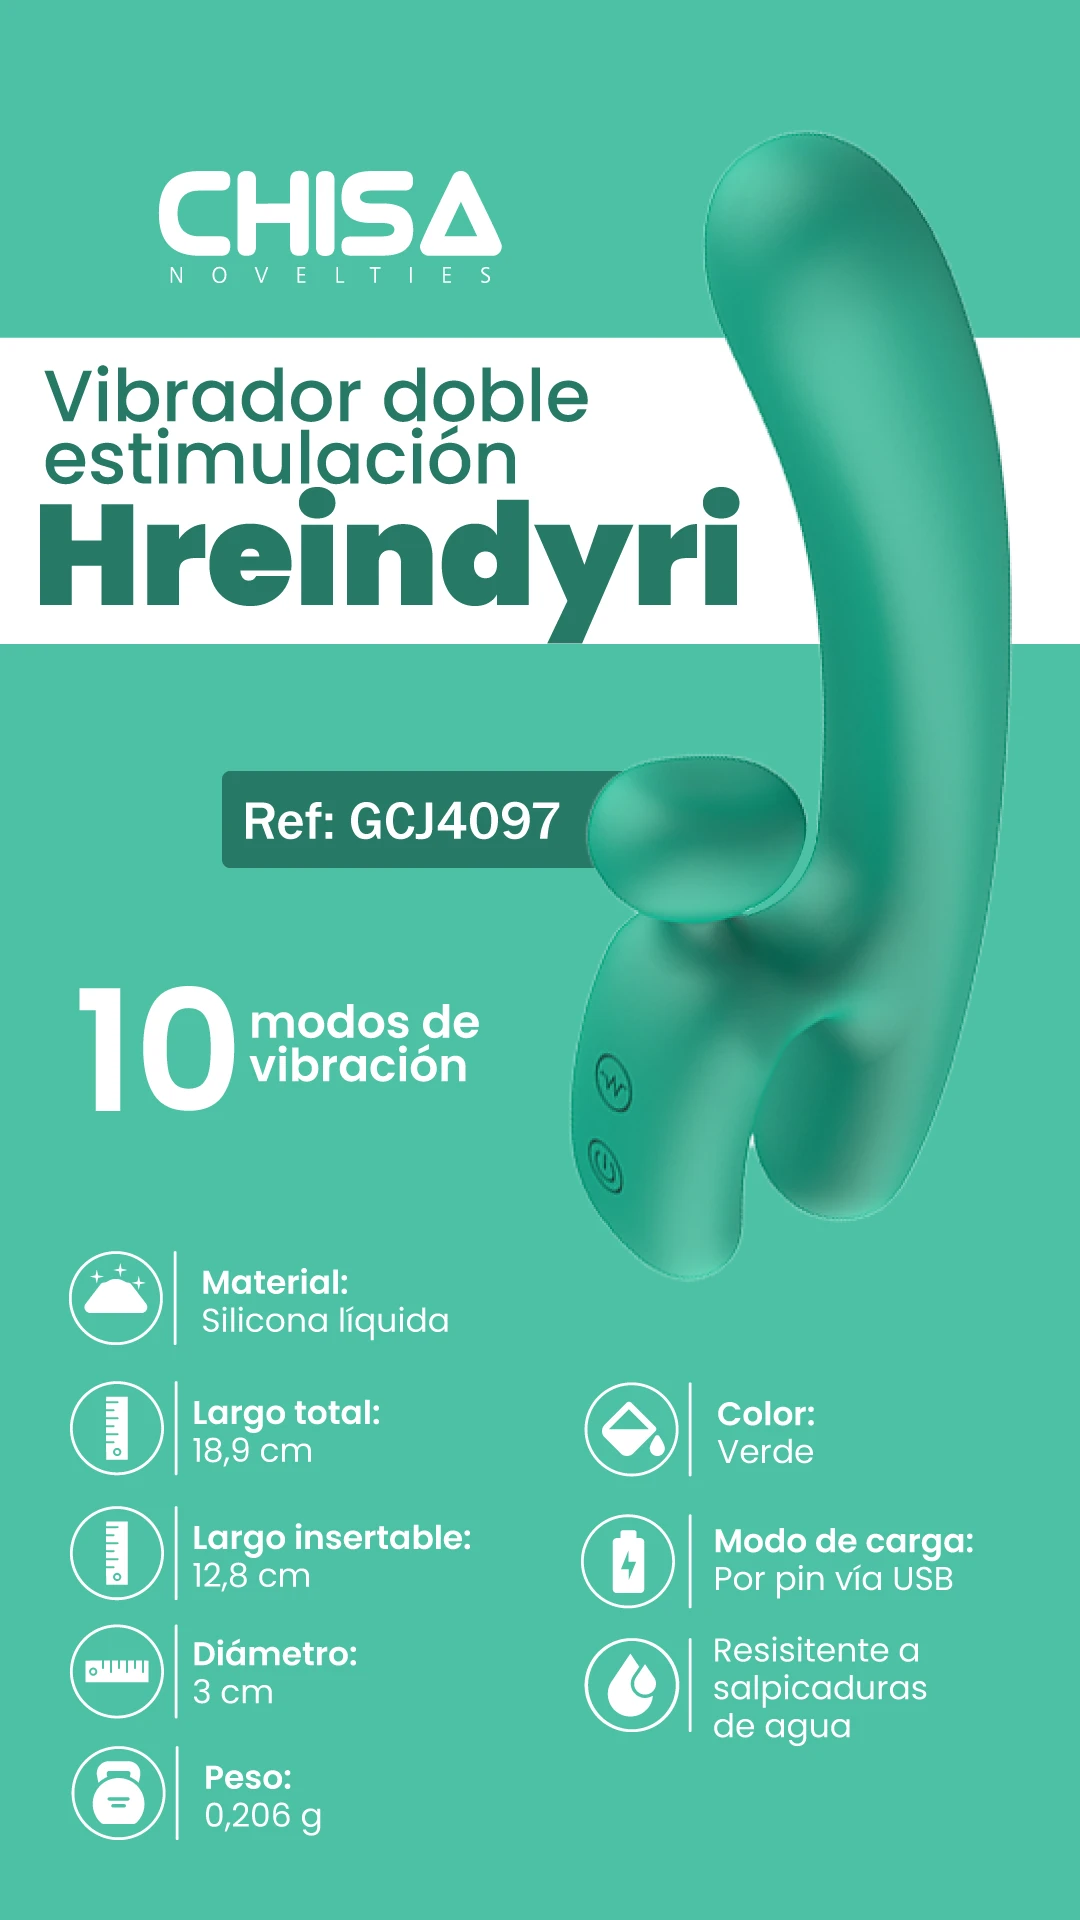 CHISA
NOVELTIES
Vibrador doble
estimulación
Hreindyri
Ref: GCJ4097
10 modos de
vibración
Material:
Silicona líquida
Largo total:
18,9 cm
Largo insertable:
12,8 cm
Diámetro:
3 cm
Peso:
0,206 g
Color:
Verde
Modo de carga:
Por pin vía USB
Resisitente a
salpicaduras
de agua